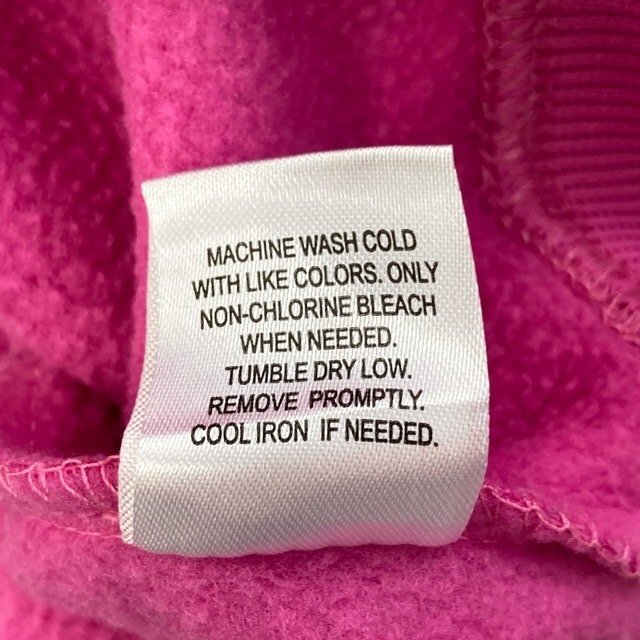 MACHINE WASH COLD
WITH LIKE COLORS. ONLY
NON-CHLORINE BLEACH
WHEN NEEDED.
TUMBLE DRY LOW.
REMOVE PROMPTLY.
COOL IRON IF NEEDED.